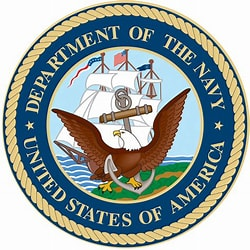 DEPARTMENT OF THE NAVY
UNITED STATES OF AMERICA